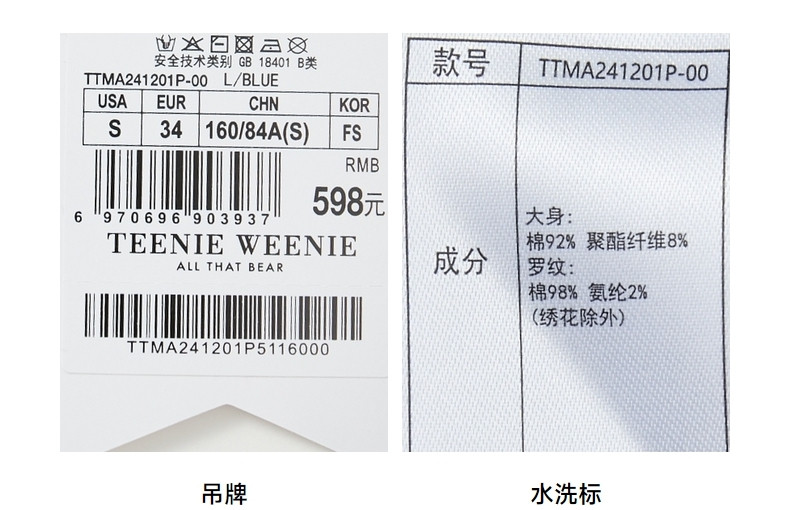 安全技术类别 GB 18401 B类
TTMA241201P-00 L/BLUE
USA EUR CHN KOR
S 34 160/84A(S) FS
RMB
598元
6 970696 903937
TEENIE WEENIE
ALL THAT BEAR
TTMA241201P5116000
吊牌
款号 TTMA241201P-00
成分
大身:
棉92% 聚酯纤维8%
罗纹:
棉98% 氨纶2%
(绣花除外)
水洗标